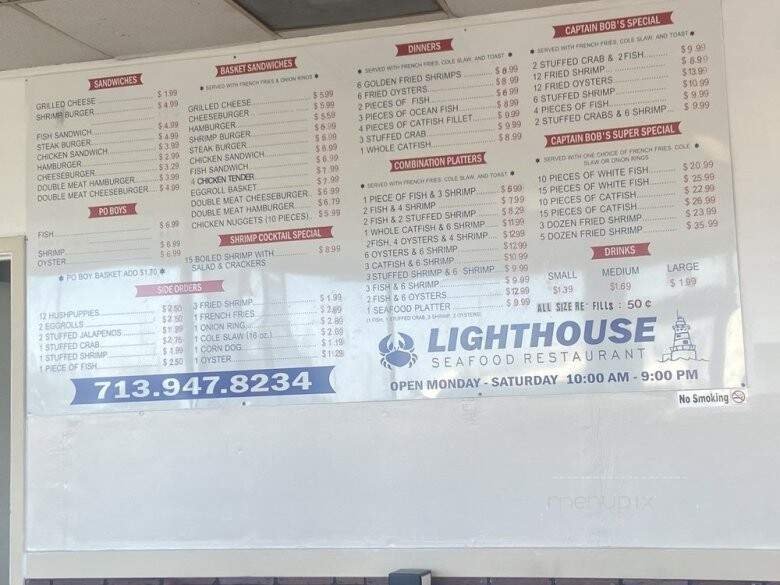 SANDWICHES
GRILLED CHEESE $ 1.99
SHRIMP BURGER $ 4.99
FISH SANDWICH $ 4.99
STEAK BURGER $ 4.99
CHICKEN SANDWICH $ 3.99
HAMBURGER $ 2.99
CHEESEBURGER $ 3.29
DOUBLE MEAT HAMBURGER $ 3.99
DOUBLE MEAT CHEESEBURGER $ 4.99
PO BOYS
FISH $ 6.99
SHRIMP $ 6.99
OYSTER $ 6.99
* PO BOY BASKET ADD $1.70 *
SIDE ORDERS
12 HUSHPUPPIES $ 2.50
2 EGGROLLS $ 2.50
2 STUFFED JALAPENOS $ 1.99
1 STUFFED CRAB $ 2.75
1 STUFFED SHRIMP $ 1.99
1 PIECE OF FISH $ 2.50
3 FRIED SHRIMP $ 1.99
1 FRENCH FRIES
1 ONION RING
1 COLE SLAW (16 oz.)
1 CORN DOG $ 1.19
1 OYSTER
713.947.8234
BASKET SANDWICHES
SERVED WITH FRENCH FRIES & ONION RINGS
GRILLED CHEESE $ 5.99
CHEESEBURGER $ 5.99
HAMBURGER $ 5.59
SHRIMP BURGER $ 6.99
STEAK BURGER $ 6.99
CHICKEN SANDWICH $ 6.99
FISH SANDWICH $ 6.99
4 CHICKEN TENDER $ 7.99
EGGROLL BASKET $ 7.99
DOUBLE MEAT CHEESEBURGER $ 6.99
DOUBLE MEAT HAMBURGER $ 6.79
CHICKEN NUGGETS (10 PIECES) $ 5.99
SHRIMP COCKTAIL SPECIAL
15 BOILED SHRIMP WITH $ 8.99
SALAD & CRACKERS
DINNERS
SERVED WITH FRENCH FRIES, COLE SLAW, AND TOAST
6 GOLDEN FRIED SHRIMPS $ 8.99
6 FRIED OYSTERS $ 8.99
2 PIECES OF FISH $ 6.99
3 PIECES OF OCEAN FISH $ 8.99
4 PIECES OF CATFISH FILLET $ 9.99
3 STUFFED CRAB $ 9.99
1 WHOLE CATFISH $ 8.99
COMBINATION PLATTERS
SERVED WITH FRENCH FRIES, COLE SLAW, AND TOAST
1 PIECE OF FISH & 3 SHRIMP $ 6.99
2 FISH & 4 SHRIMP $ 7.99
2 FISH & 2 STUFFED SHRIMP $ 8.29
1 WHOLE CATFISH & 6 SHRIMP $ 11.99
2FISH, 4 OYSTERS & 4 SHRIMP $ 12.99
6 OYSTERS & 6 SHRIMP $ 12.99
3 CATFISH & 6 SHRIMP $ 10.99
3 STUFFED SHRIMP & 6 SHRIMP $ 9.99
3 FISH & 6 SHRIMP $ 9.99
2 FISH & 6 OYSTERS $ 12.99
1 SEAFOOD PLATTER $ 9.99
(1 FISH, 1 STUFFED CRAB, 3 SHRIMP, 2 OYSTERS)
CAPTAIN BOB'S SPECIAL
SERVED WITH FRENCH FRIES, COLE SLAW, AND TOAST
2 STUFFED CRAB & 2 FISH $ 9.99
12 FRIED SHRIMP $ 8.99
12 FRIED OYSTERS $ 13.99
6 STUFFED SHRIMP $ 10.99
4 PIECES OF FISH $ 9.99
2 STUFFED CRABS & 6 SHRIMP $ 9.99
CAPTAIN BOB'S SUPER SPECIAL
SERVED WITH ONE CHOICE OF FRENCH FRIES, COLE
SLAW OR ONION RINGS
10 PIECES OF WHITE FISH $ 20.99
15 PIECES OF WHITE FISH $ 25.99
10 PIECES OF CATFISH $ 22.99
15 PIECES OF CATFISH $ 26.99
3 DOZEN FRIED SHRIMP $ 23.99
5 DOZEN FRIED SHRIMP $ 35.99
DRINKS
SMALL MEDIUM LARGE
$1.39 $1.69 $ 1.99
ALL SIZE RE-FILLS : 50 ¢
LIGHTHOUSE
SEAFOOD RESTAURANT
OPEN MONDAY - SATURDAY 10:00 AM - 9:00 PM
No Smoking
menupix